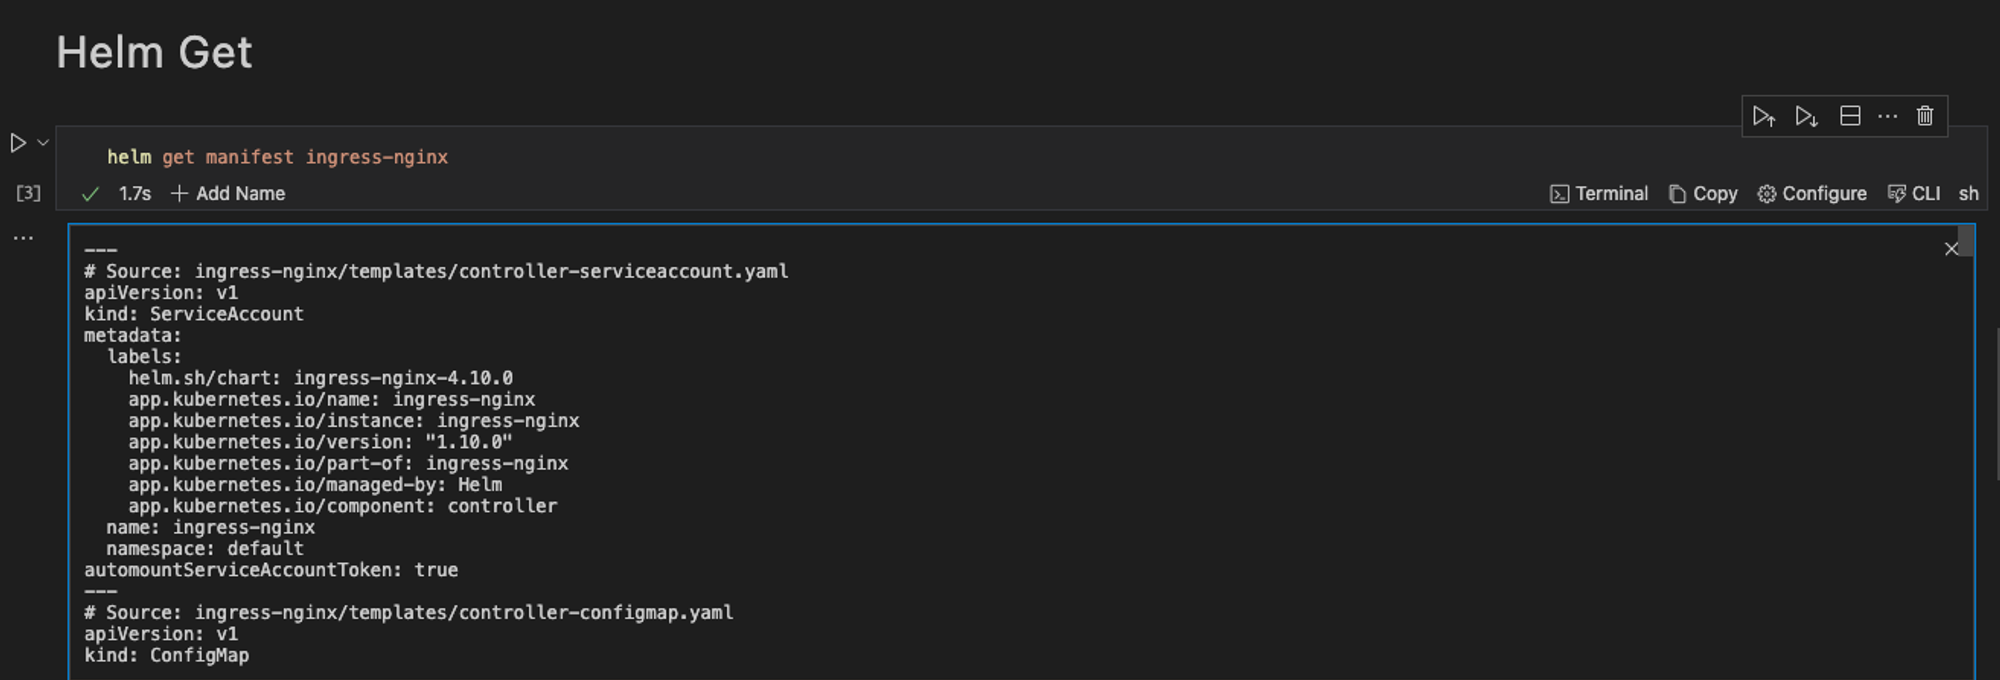 Helm Get
helm get manifest ingress-nginx
[3] 1.7s Add Name Terminal Copy Configure CLI sh
---
# Source: ingress-nginx/templates/controller-serviceaccount.yaml
apiVersion: v1
kind: ServiceAccount
metadata:
  labels:
    helm.sh/chart: ingress-nginx-4.10.0
    app.kubernetes.io/name: ingress-nginx
    app.kubernetes.io/instance: ingress-nginx
    app.kubernetes.io/version: "1.10.0"
    app.kubernetes.io/part-of: ingress-nginx
    app.kubernetes.io/managed-by: Helm
    app.kubernetes.io/component: controller
  name: ingress-nginx
  namespace: default
automountServiceAccountToken: true
---
# Source: ingress-nginx/templates/controller-configmap.yaml
apiVersion: v1
kind: ConfigMap